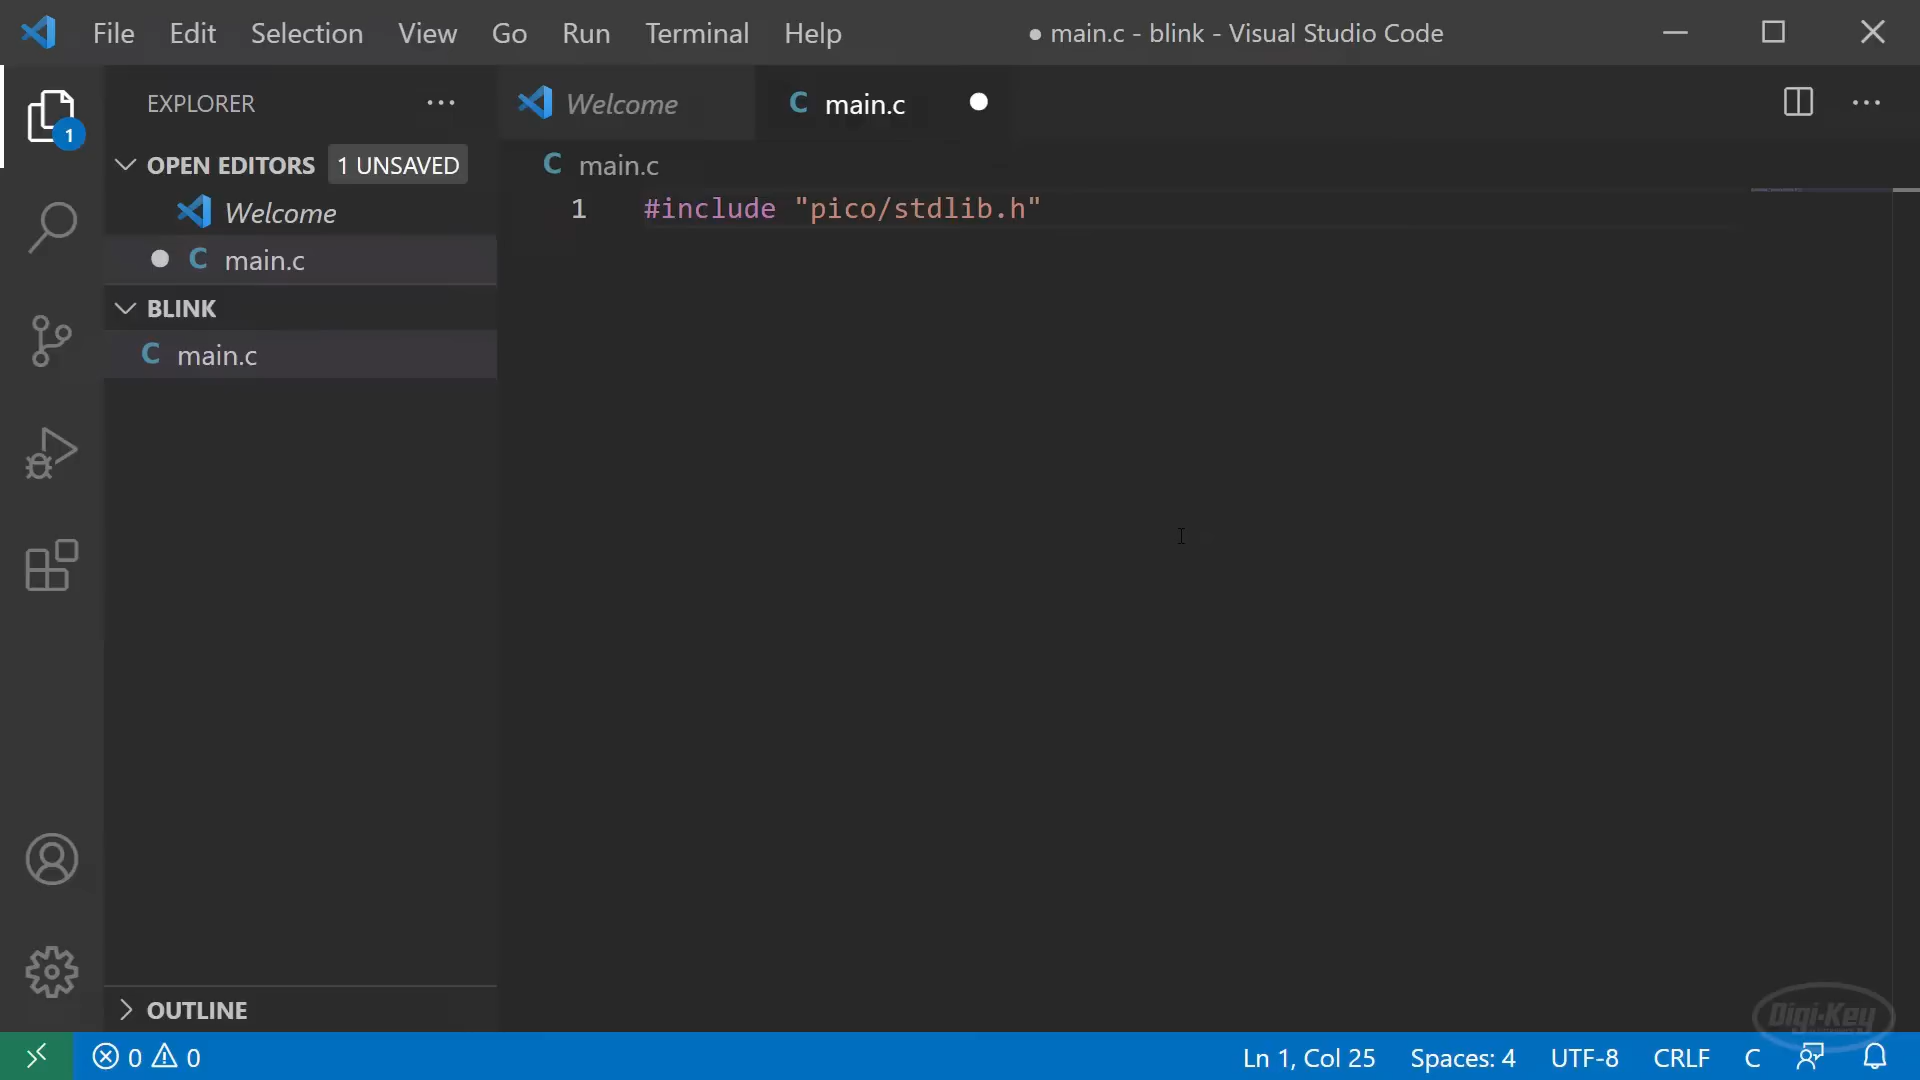 File Edit Selection View Go Run Terminal Help
● main.c - blink - Visual Studio Code
EXPLORER
Welcome
C main.c
OPEN EDITORS 1 UNSAVED
C main.c
Welcome
1 #include "pico/stdlib.h"
C main.c
BLINK
C main.c
1
OUTLINE
Digi-Key
0 0
Ln 1, Col 25 Spaces: 4 UTF-8 CRLF C